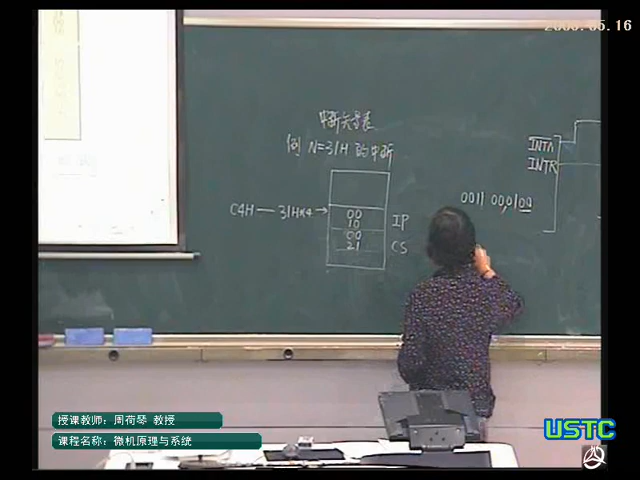 2006.05.16
中断矢量表
例 N=31H 的中断
INTA
INTR
0011 00,0100
C4H — 31H×4 →
00
10
IP
00
21
CS
授课教师：周荷琴 教授
课程名称：微机原理与系统
USTC